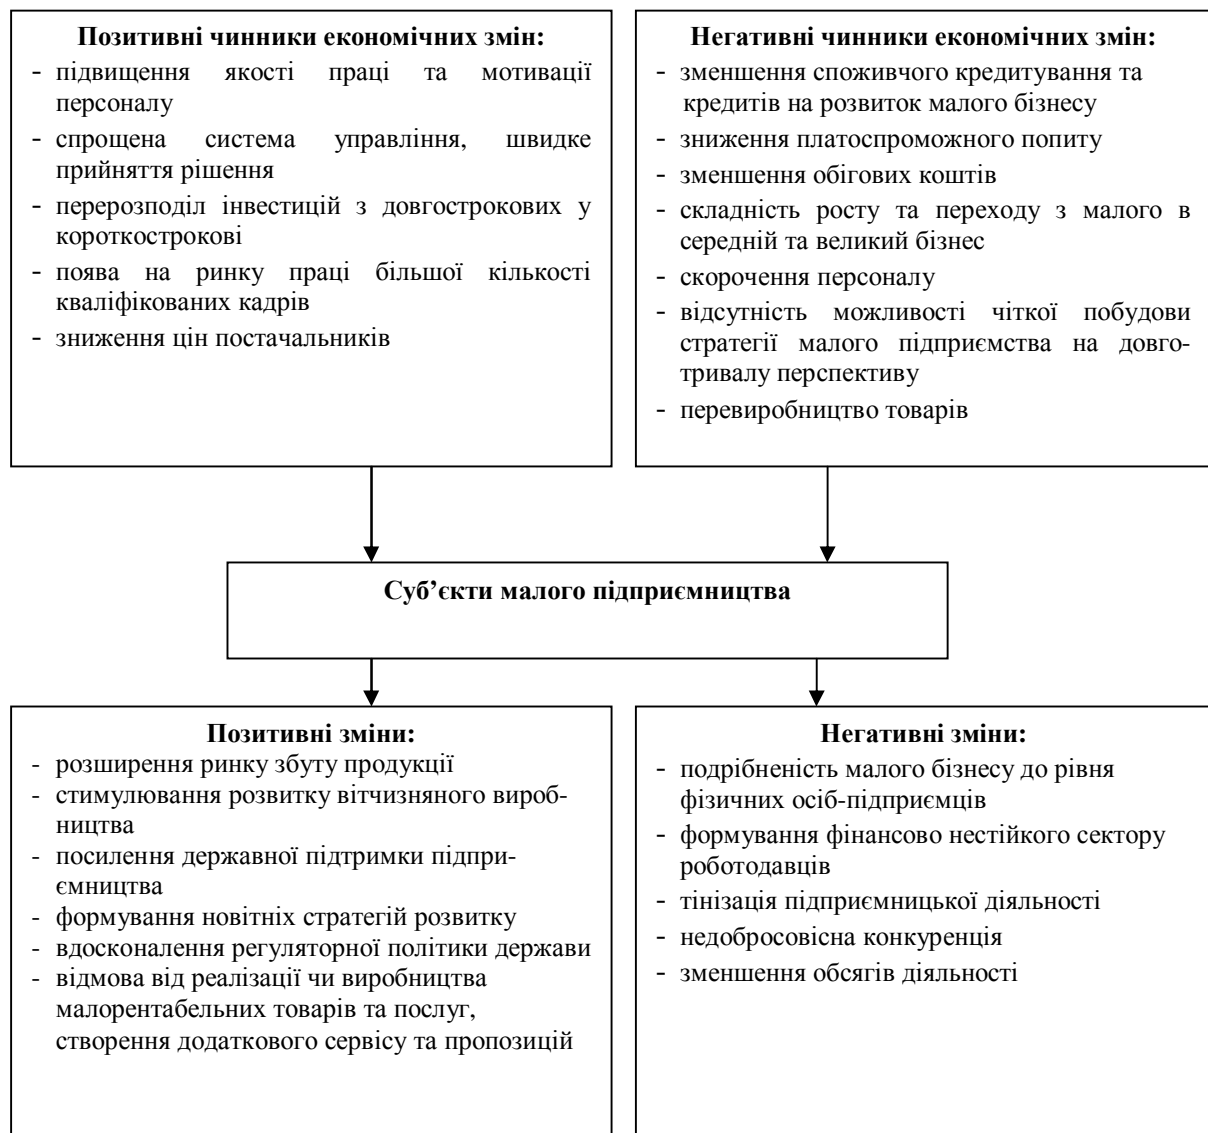 Позитивні чинники економічних змін:
- підвищення якості праці та мотивації
персоналу
- спрощена система управління, швидке
прийняття рішення
- перерозподіл інвестицій з довгострокових у
короткострокові
- поява на ринку праці більшої кількості
кваліфікованих кадрів
- зниження цін постачальників
Негативні чинники економічних змін:
- зменшення споживчого кредитування та
кредитів на розвиток малого бізнесу
- зниження платоспроможного попиту
- зменшення обігових коштів
- складність росту та переходу з малого в
середній та великий бізнес
- скорочення персоналу
- відсутність можливості чіткої побудови
стратегії малого підприємства на довго-
тривалу перспективу
- перевиробництво товарів
Суб’єкти малого підприємництва
Позитивні зміни:
- розширення ринку збуту продукції
- стимулювання розвитку вітчизняного вироб-
ництва
- посилення державної підтримки підпри-
ємництва
- формування новітніх стратегій розвитку
- вдосконалення регуляторної політики держави
- відмова від реалізації чи виробництва
малорентабельних товарів та послуг,
створення додаткового сервісу та пропозицій
Негативні зміни:
- подрібненість малого бізнесу до рівня
фізичних осіб-підприємців
- формування фінансово нестійкого сектору
роботодавців
- тінізація підприємницької діяльності
- недобросовісна конкуренція
- зменшення обсягів діяльності